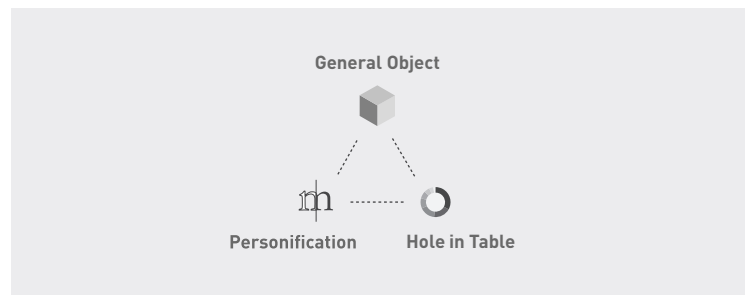 General Object
m
Personification
Hole in Table